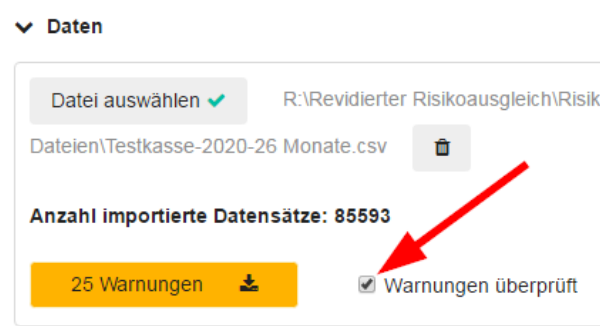 Daten
Datei auswählen R:\Revidierter Risikoausgleich\Risik
Dateien\Testkasse-2020-26 Monate.csv
Anzahl importierte Datensätze: 85593
25 Warnungen Warnungen überprüft